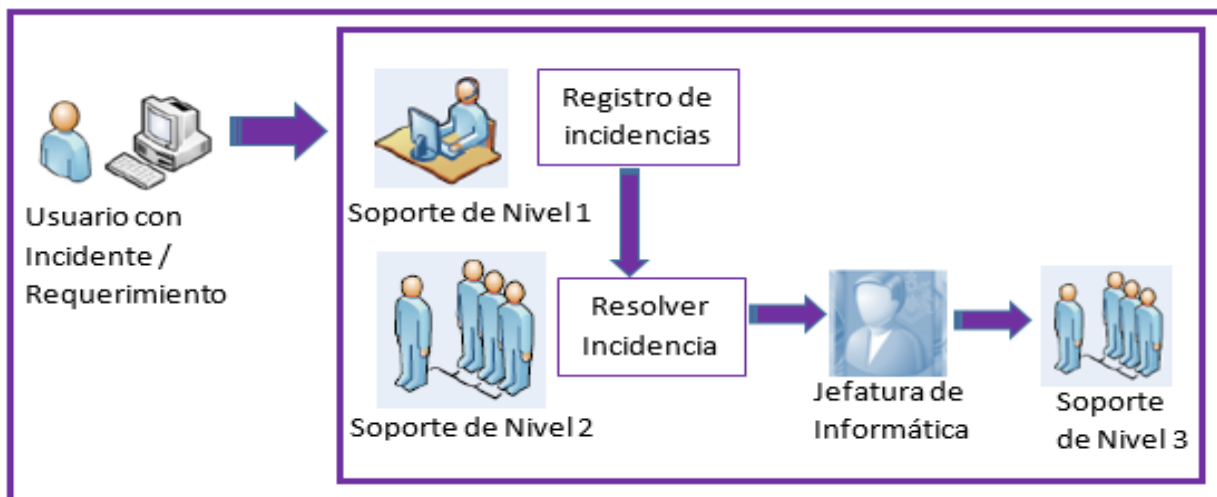 Usuario con
Incidente /
Requerimiento
Soporte de Nivel 1
Registro de
incidencias
Soporte de Nivel 2
Resolver
Incidencia
Jefatura de
Informática
Soporte
de Nivel 3